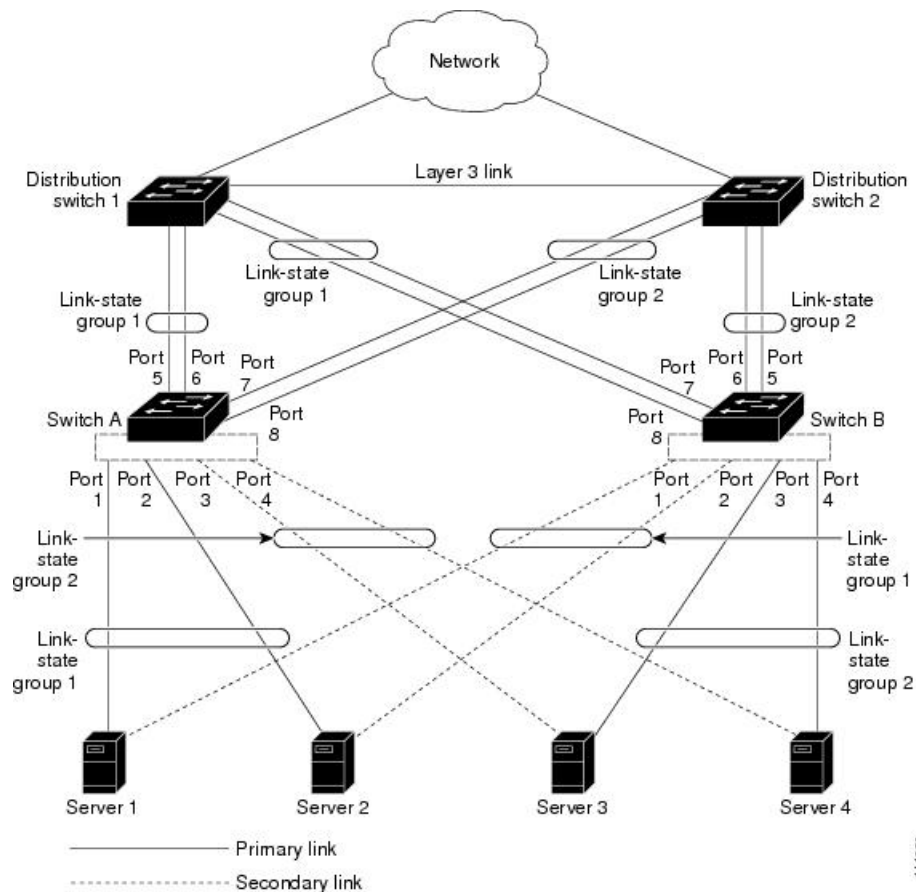 Network
Layer 3 link
Distribution
switch 1
Distribution
switch 2
Link-state
group 1
Link-state
group 2
Link-state
group 1
Link-state
group 2
Port
5
Port
6
Port
7
Port
8
Port
7
Port
6
Port
5
Port
8
Switch A
Switch B
Port
1
Port
2
Port
3
Port
4
Port
1
Port
2
Port
3
Port
4
Link-
state
group 2
Link-
state
group 1
Link-
state
group 1
Link-
state
group 2
Server 1
Server 2
Server 3
Server 4
Primary link
Secondary link